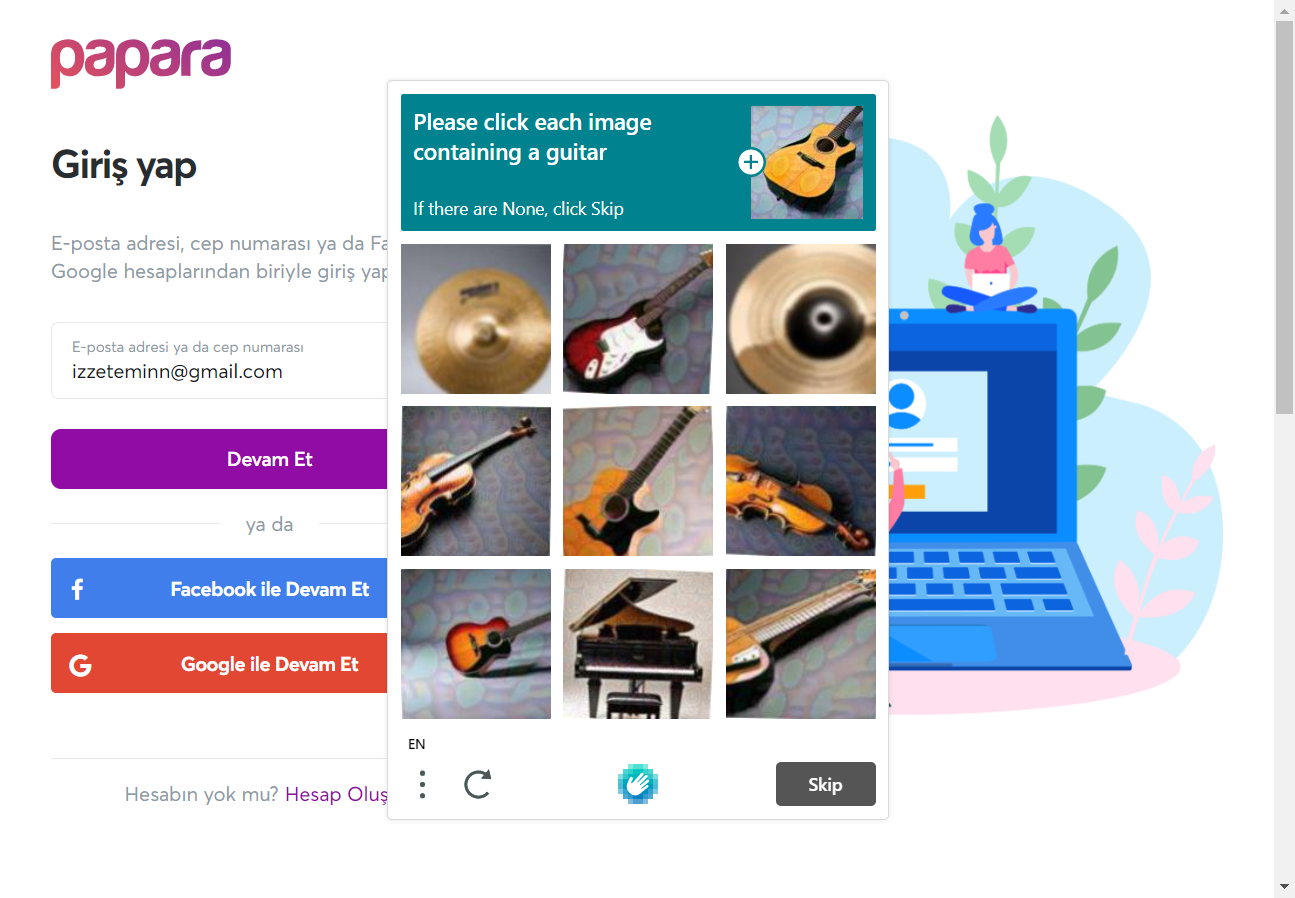 papara
Giriş yap
E-posta adresi, cep numarası ya da Fa
Google hesaplarından biriyle giriş yap
E-posta adresi ya da cep numarası
izzeteminn@gmail.com
Devam Et
ya da
Facebook ile Devam Et
Google ile Devam Et
Hesabın yok mu? Hesap Oluş
Please click each image
containing a guitar
If there are None, click Skip
EN
Skip